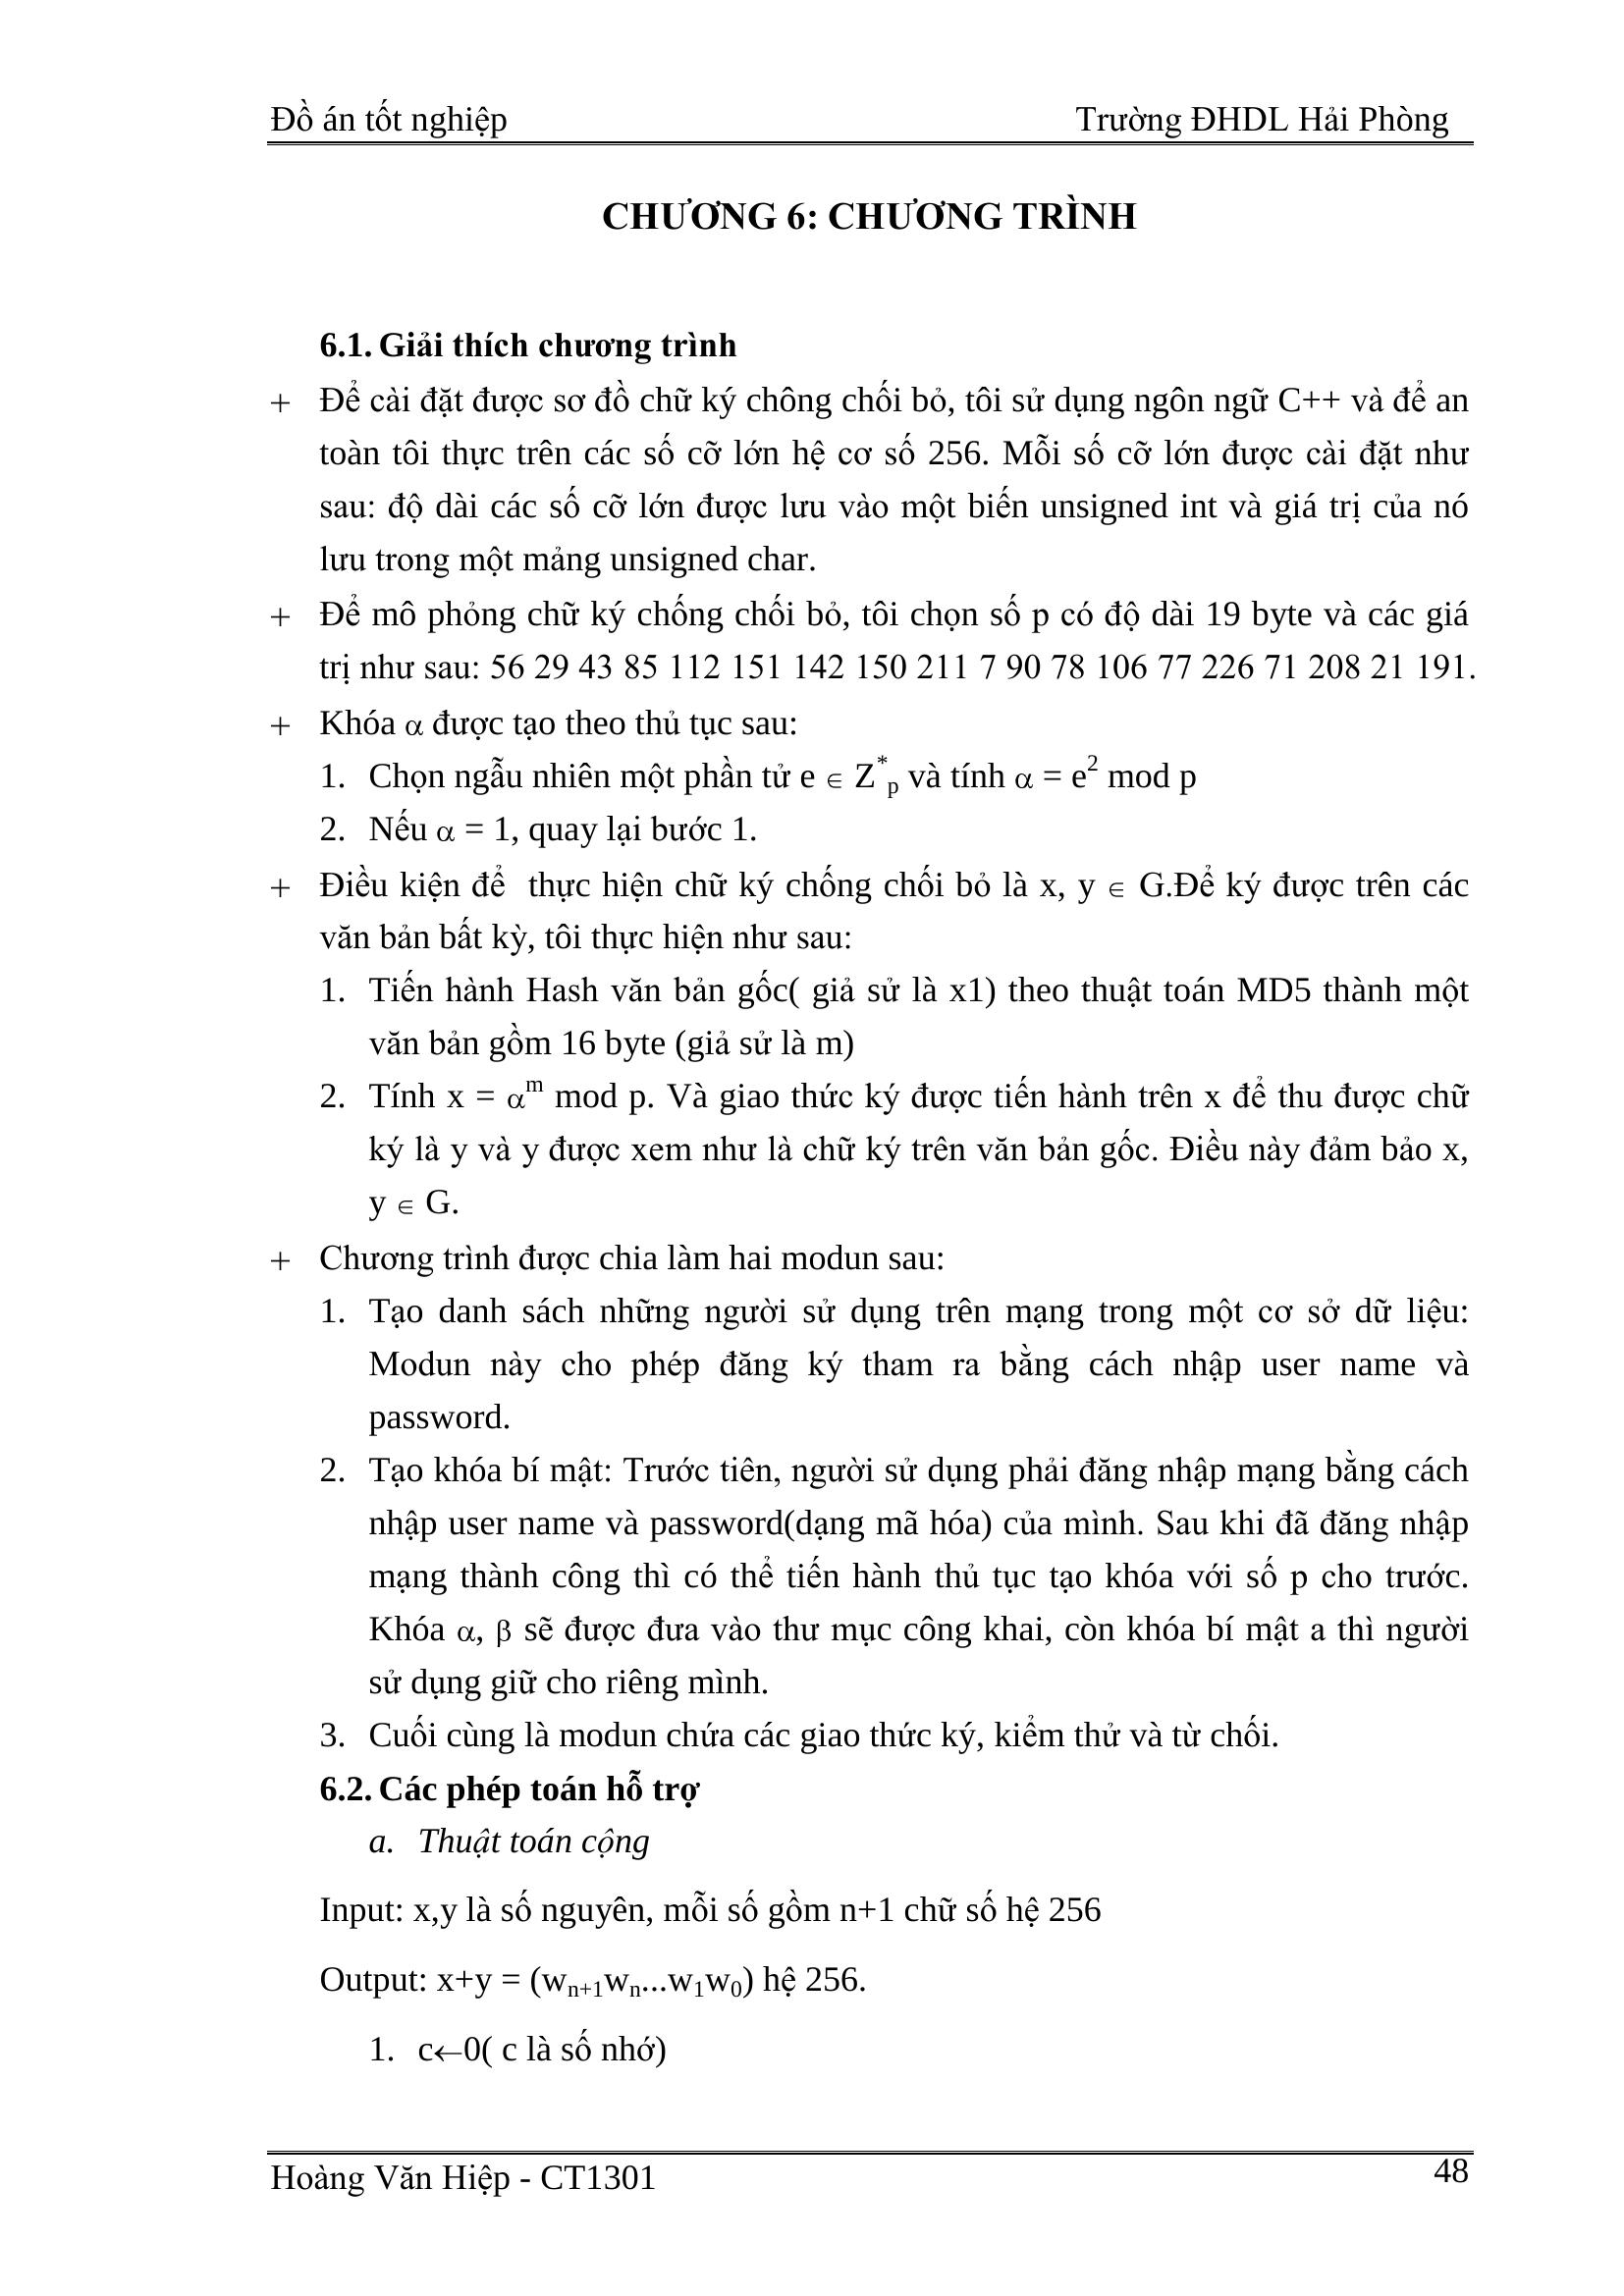 Đồ án tốt nghiệp Trường ĐHDL Hải Phòng
CHƯƠNG 6: CHƯƠNG TRÌNH
6.1. Giải thích chương trình
+ Để cài đặt được sơ đồ chữ ký chông chối bỏ, tôi sử dụng ngôn ngữ C++ và để an
toàn tôi thực trên các số cỡ lớn hệ cơ số 256. Mỗi số cỡ lớn được cài đặt như
sau: độ dài các số cỡ lớn được lưu vào một biến unsigned int và giá trị của nó
lưu trong một mảng unsigned char.
+ Để mô phỏng chữ ký chống chối bỏ, tôi chọn số p có độ dài 19 byte và các giá
trị như sau: 56 29 43 85 112 151 142 150 211 7 90 78 106 77 226 71 208 21 191.
+ Khóa α được tạo theo thủ tục sau:
1. Chọn ngẫu nhiên một phần tử e ∈ Z*p và tính α = e² mod p
2. Nếu α = 1, quay lại bước 1.
+ Điều kiện để  thực hiện chữ ký chống chối bỏ là x, y ∈ G.Để ký được trên các
văn bản bất kỳ, tôi thực hiện như sau:
1. Tiến hành Hash văn bản gốc( giả sử là x1) theo thuật toán MD5 thành một
văn bản gồm 16 byte (giả sử là m)
2. Tính x = αᵐ mod p. Và giao thức ký được tiến hành trên x để thu được chữ
ký là y và y được xem như là chữ ký trên văn bản gốc. Điều này đảm bảo x,
y ∈ G.
+ Chương trình được chia làm hai modun sau:
1. Tạo danh sách những người sử dụng trên mạng trong một cơ sở dữ liệu:
Modun này cho phép đăng ký tham ra bằng cách nhập user name và
password.
2. Tạo khóa bí mật: Trước tiên, người sử dụng phải đăng nhập mạng bằng cách
nhập user name và password(dạng mã hóa) của mình. Sau khi đã đăng nhập
mạng thành công thì có thể tiến hành thủ tục tạo khóa với số p cho trước.
Khóa α, β sẽ được đưa vào thư mục công khai, còn khóa bí mật a thì người
sử dụng giữ cho riêng mình.
3. Cuối cùng là modun chứa các giao thức ký, kiểm thử và từ chối.
6.2. Các phép toán hỗ trợ
a. Thuật toán cộng
Input: x,y là số nguyên, mỗi số gồm n+1 chữ số hệ 256
Output: x+y = (wₙ₊₁wₙ...w₁w₀) hệ 256.
1. c←0( c là số nhớ)
Hoàng Văn Hiệp - CT1301 48